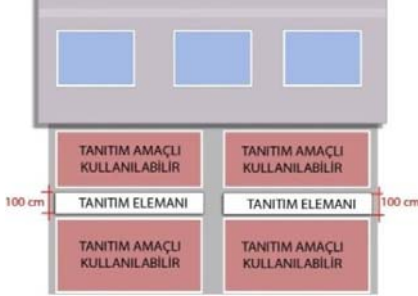 TANITIM AMAÇLI
KULLANILABİLİR
TANITIM AMAÇLI
KULLANILABİLİR
100 cm
TANITIM ELEMANI
TANITIM ELEMANI
100 cm
TANITIM AMAÇLI
KULLANILABİLİR
TANITIM AMAÇLI
KULLANILABİLİR